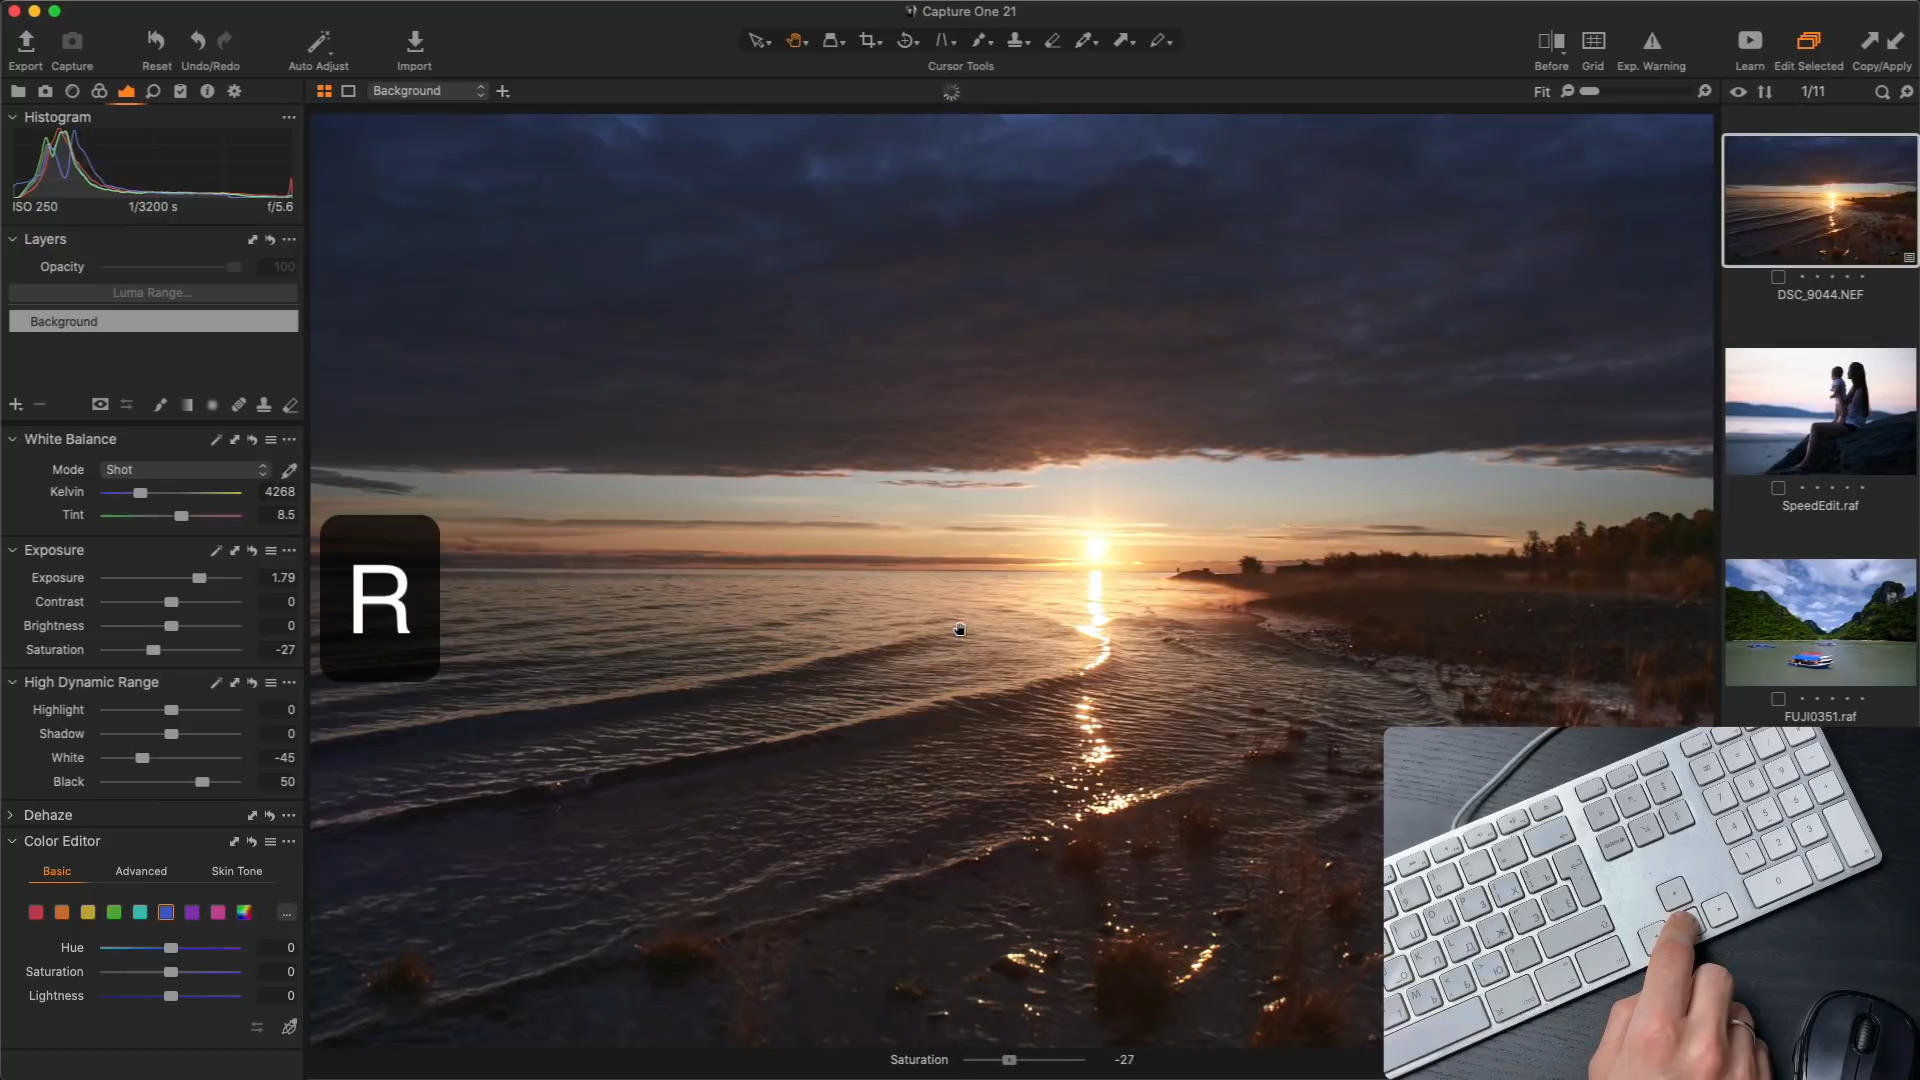 Capture One 21
Export
Capture
Reset
Undo/Redo
Auto Adjust
Import
Cursor Tools
Before
Grid
Exp. Warning
Learn
Edit Selected
Copy/Apply
Background
Fit
1/11
Histogram
ISO 250
1/3200 s
f/5.6
Layers
Opacity
100
Luma Range...
Background
White Balance
Mode
Shot
Kelvin
4268
Tint
8.5
Exposure
Exposure
1.79
Contrast
0
Brightness
0
Saturation
-27
High Dynamic Range
Highlight
0
Shadow
0
White
-45
Black
50
Dehaze
Color Editor
Basic
Advanced
Skin Tone
...
Hue
0
Saturation
0
Lightness
0
R
Saturation
-27
DSC_9044.NEF
SpeedEdit.raf
FUJI0351.raf